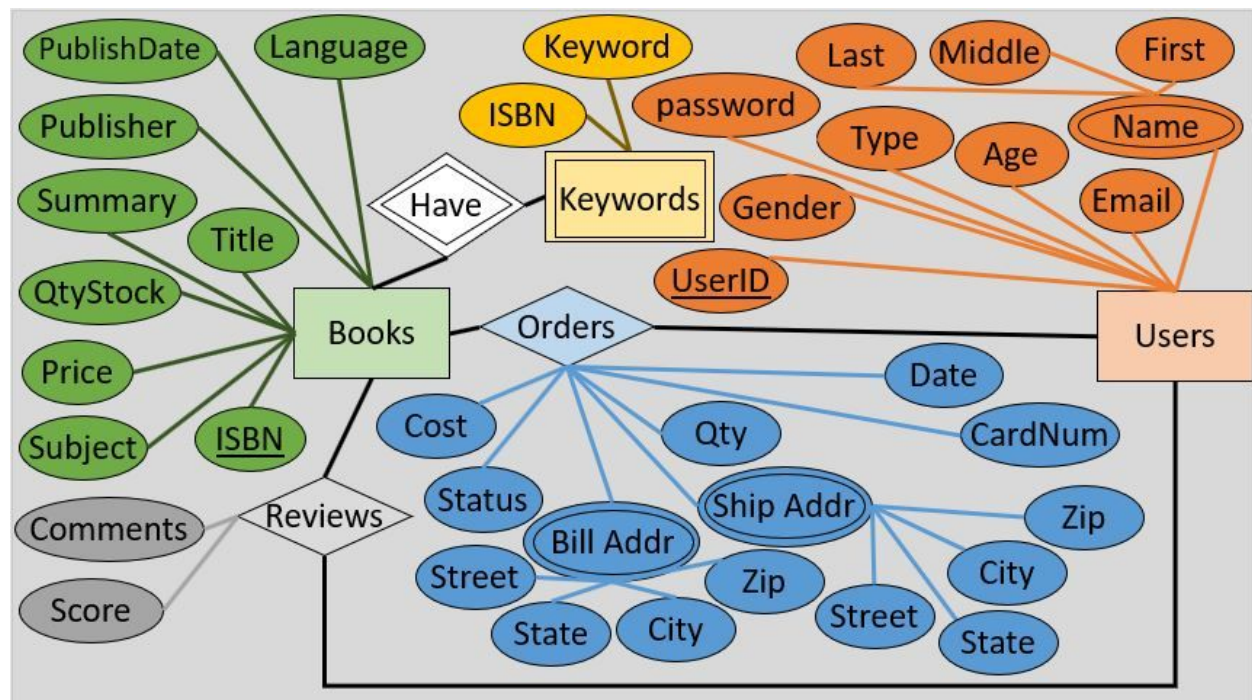 PublishDate
Language
Keyword
Last
Middle
First
Publisher
ISBN
password
Type
Age
Name
Summary
Title
Have
Keywords
Gender
Email
QtyStock
UserID
Books
Orders
Users
Price
Date
Subject
ISBN
Cost
Qty
CardNum
Comments
Reviews
Status
Ship Addr
Zip
Bill Addr
Score
Street
Zip
City
State
City
Street
State